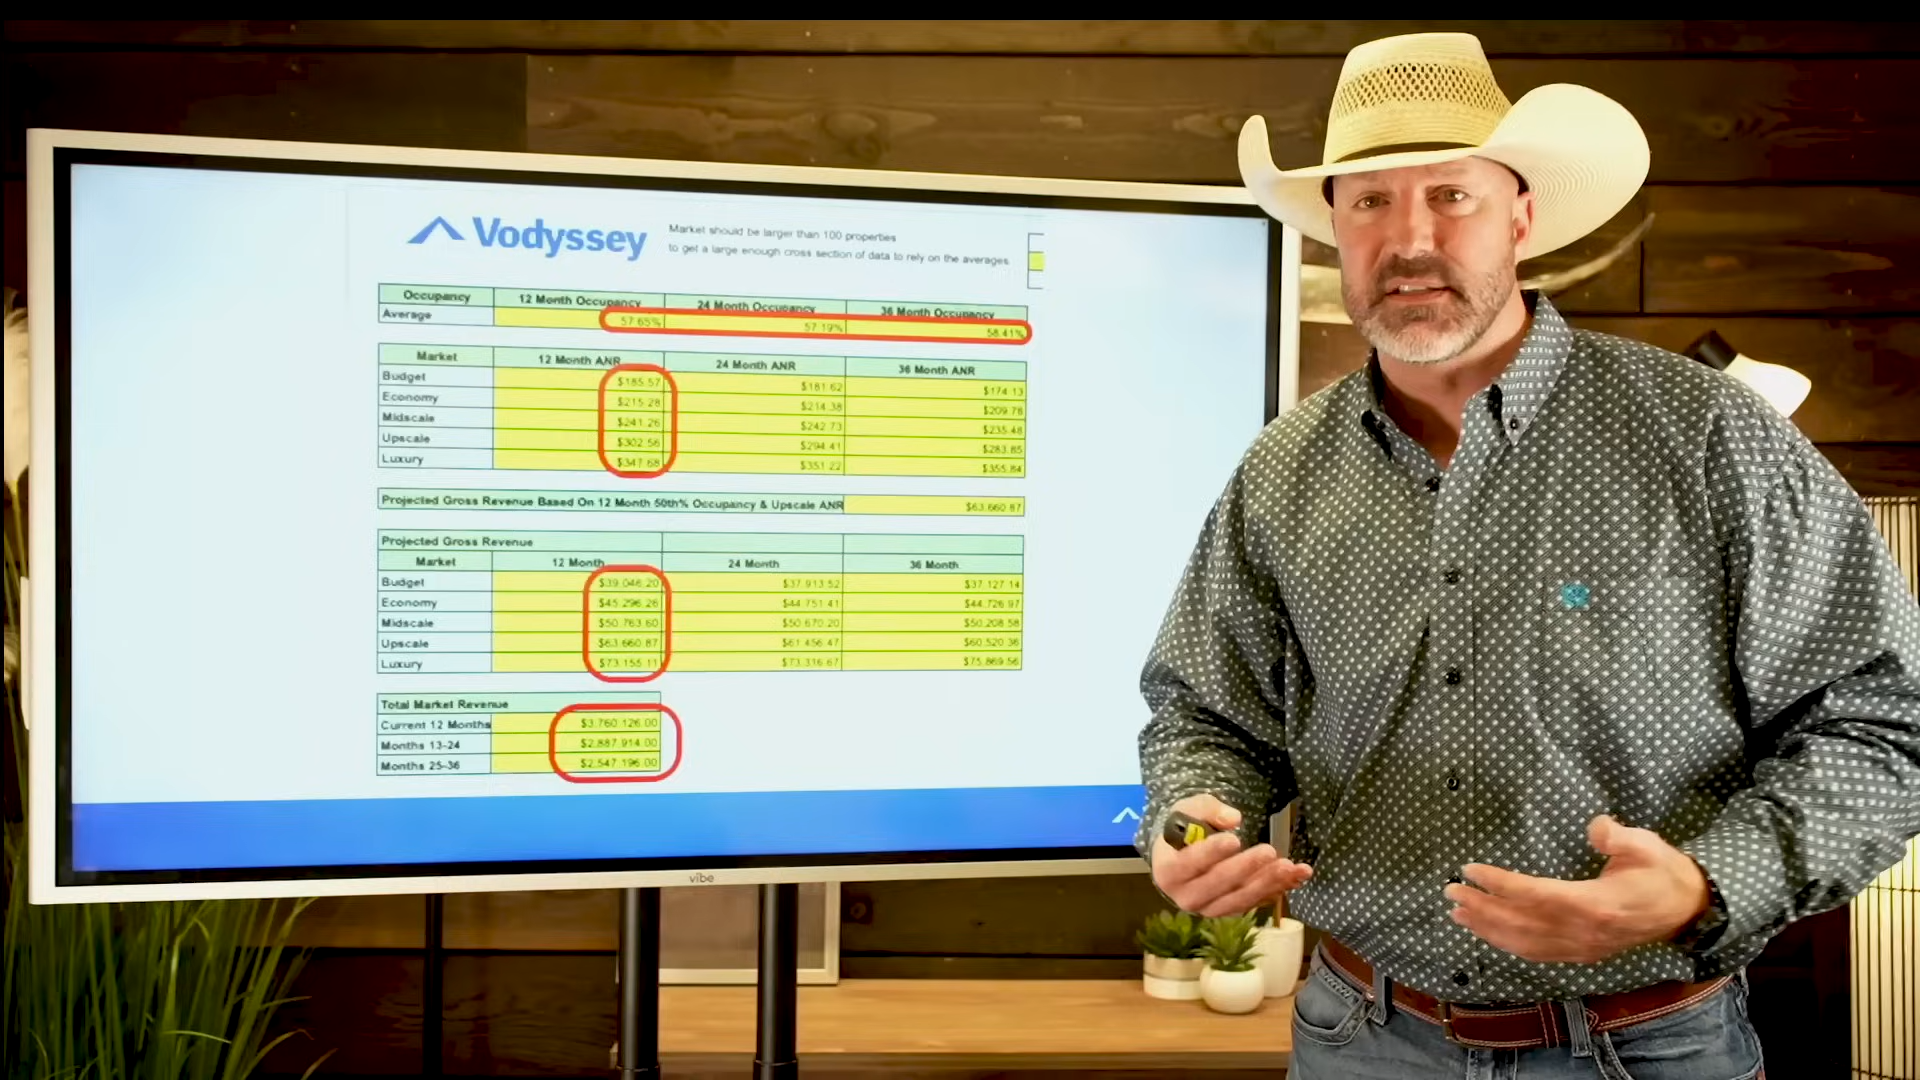 Vodyssey
Market should be larger than 100 properties
to get a large enough cross section of data to rely on the averages
Occupancy 12 Month Occupancy 24 Month Occupancy 36 Month Occupancy
Average 57.65% 57.19% 58.41%
Market 12 Month ANR 24 Month ANR 36 Month ANR
Budget $185.57 $181.62 $174.13
Economy $215.28 $214.38 $209.76
Midscale $241.26 $242.73 $235.48
Upscale $302.56 $294.41 $283.85
Luxury $347.68 $351.22 $355.84
Projected Gross Revenue Based On 12 Month 50th% Occupancy & Upscale ANR $63,660.87
Projected Gross Revenue
Market 12 Month 24 Month 36 Month
Budget $39,046.20 $37,913.52 $37,127.14
Economy $45,296.26 $44,751.41 $44,726.97
Midscale $50,763.60 $50,670.20 $50,208.58
Upscale $63,660.87 $61,456.47 $60,520.36
Luxury $73,155.11 $73,316.67 $75,869.56
Total Market Revenue
Current 12 Months $3,760,126.00
Months 13-24 $2,887,914.00
Months 25-36 $2,547,196.00
vibe